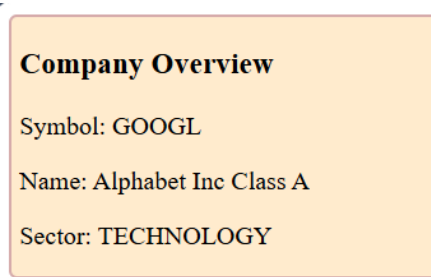 Company Overview
Symbol: GOOGL
Name: Alphabet Inc Class A
Sector: TECHNOLOGY